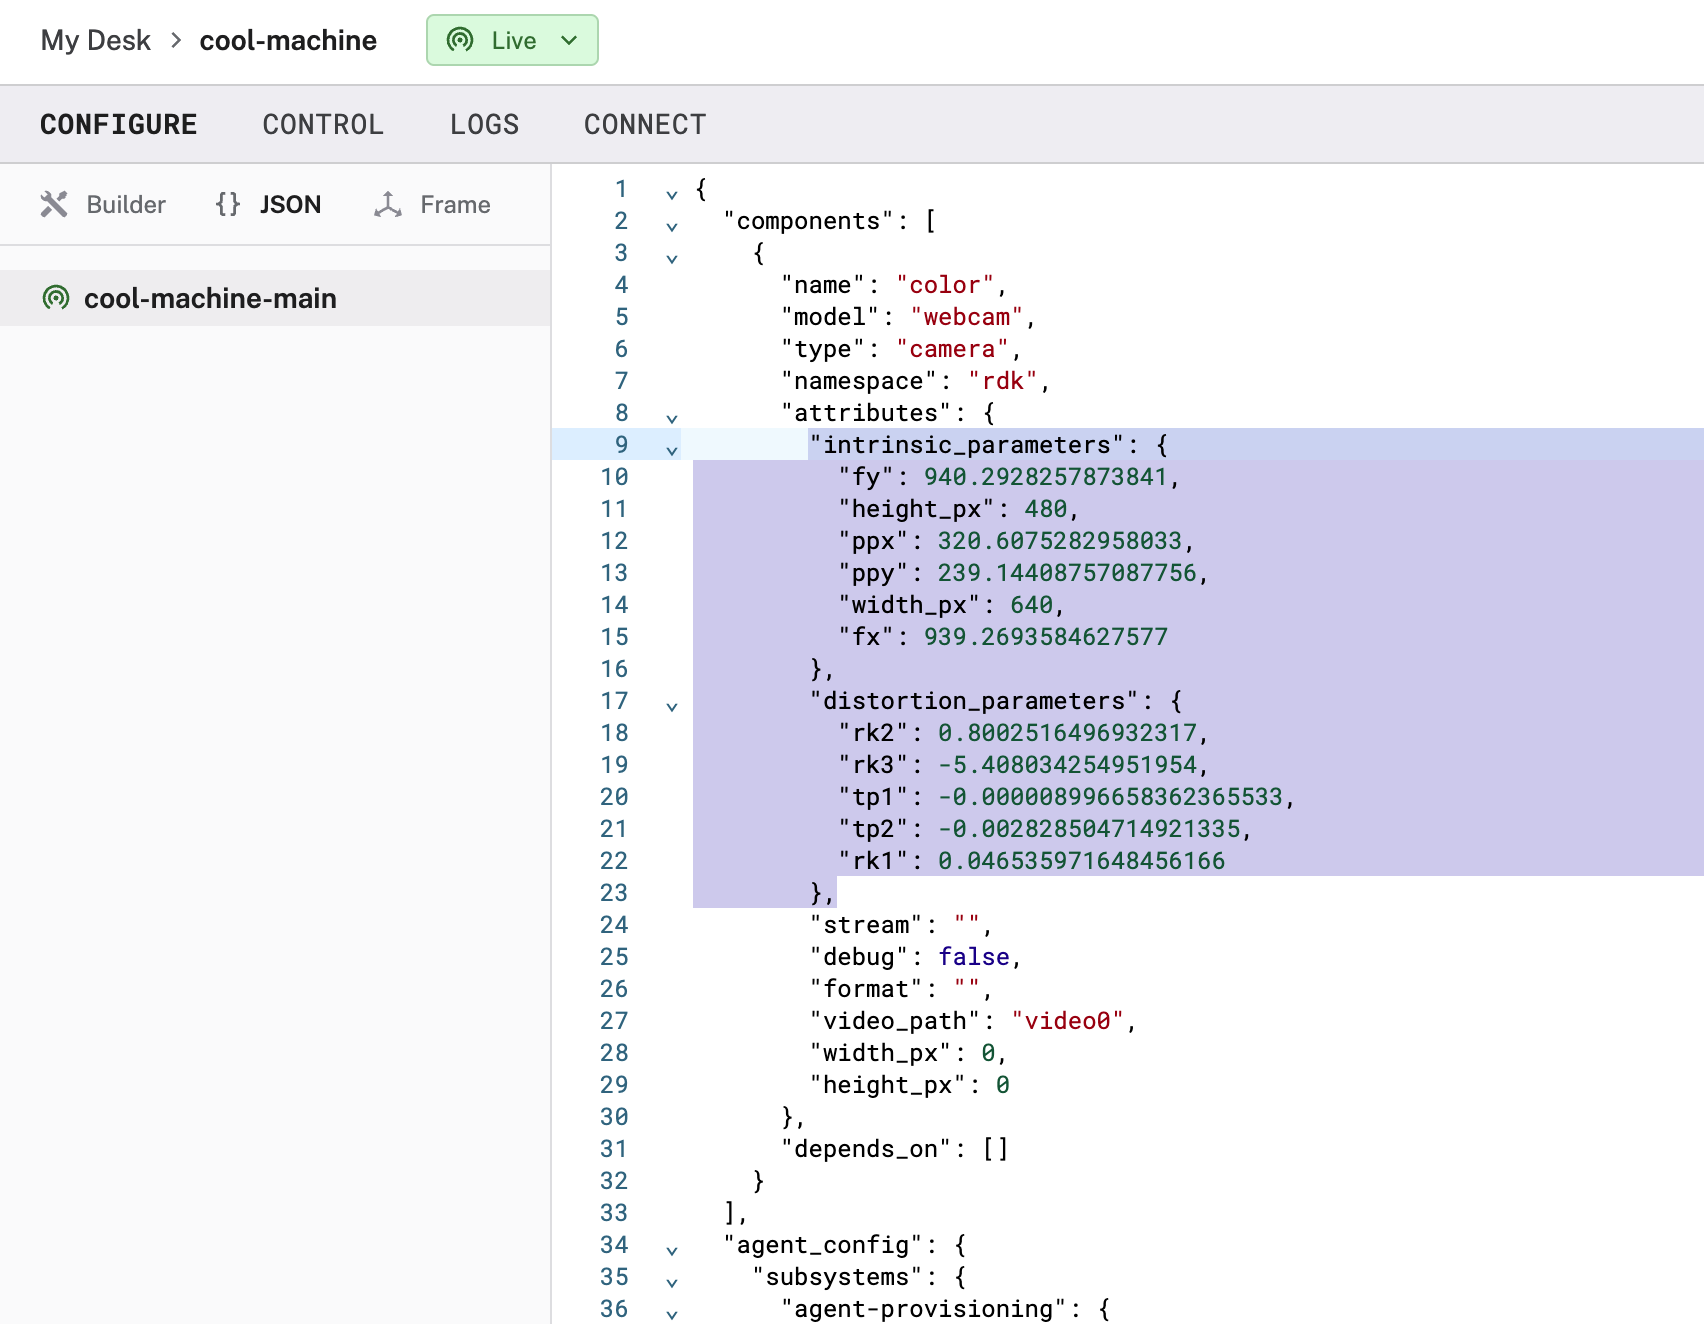 My Desk > cool-machine Live
CONFIGURE CONTROL LOGS CONNECT
Builder {} JSON Frame
cool-machine-main
1 {
2 "components": [
3 {
4 "name": "color",
5 "model": "webcam",
6 "type": "camera",
7 "namespace": "rdk",
8 "attributes": {
9 "intrinsic_parameters": {
10 "fy": 940.2928257873841,
11 "height_px": 480,
12 "ppx": 320.6075282958033,
13 "ppy": 239.14408757087756,
14 "width_px": 640,
15 "fx": 939.2693584627577
16 },
17 "distortion_parameters": {
18 "rk2": 0.8002516496932317,
19 "rk3": -5.408034254951954,
20 "tp1": -0.000008996658362365533,
21 "tp2": -0.002828504714921335,
22 "rk1": 0.046535971648456166
23 },
24 "stream": "",
25 "debug": false,
26 "format": "",
27 "video_path": "video0",
28 "width_px": 0,
29 "height_px": 0
30 },
31 "depends_on": []
32 }
33 ],
34 "agent_config": {
35 "subsystems": {
36 "agent-provisioning": {